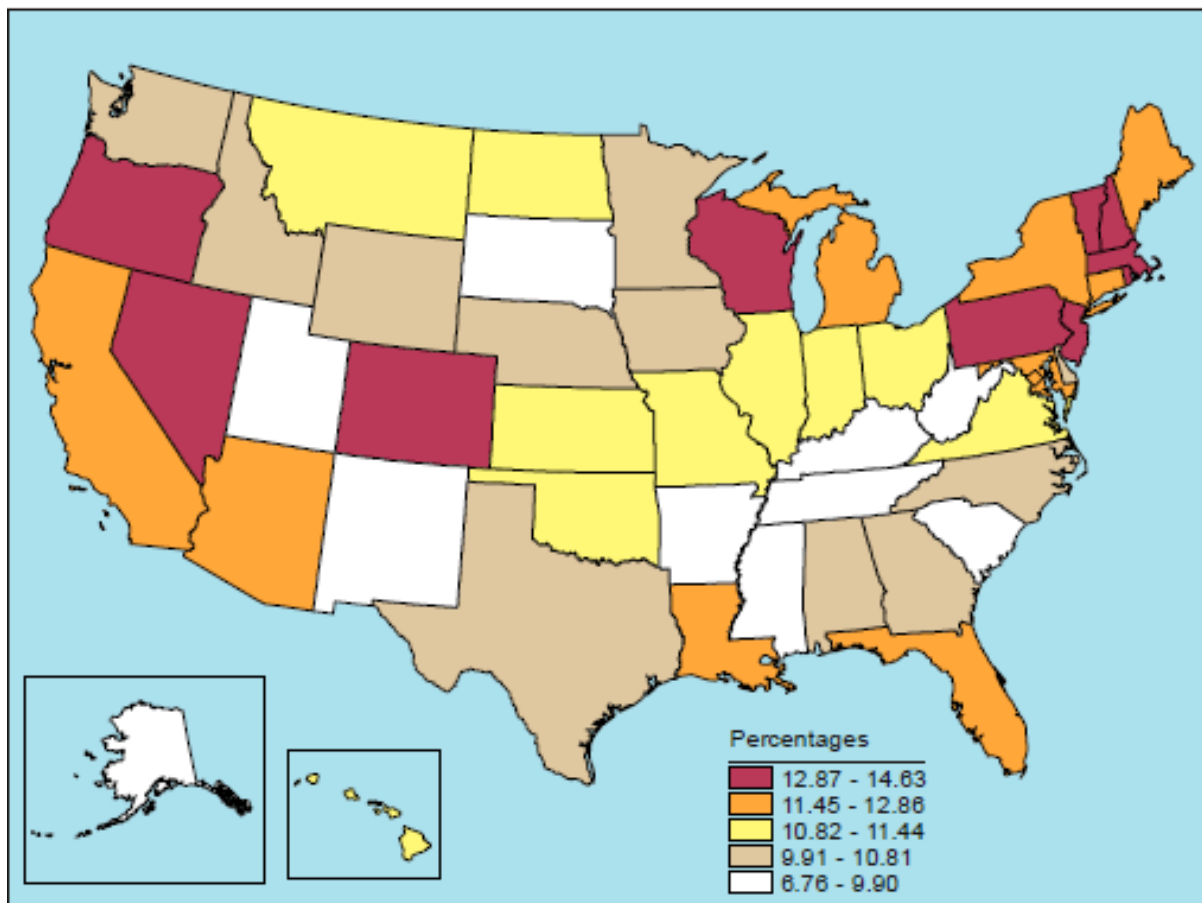 Percentages
12.87 - 14.63
11.45 - 12.86
10.82 - 11.44
9.91 - 10.81
6.76 - 9.90